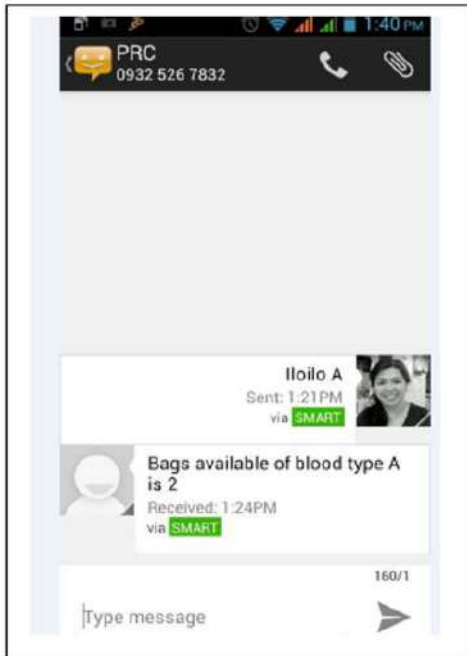 1:40 PM
PRC
0932 526 7832
Iloilo A
Sent: 1:21PM
via SMART
Bags available of blood type A
is 2
Received: 1:24PM
via SMART
160/1
Type message